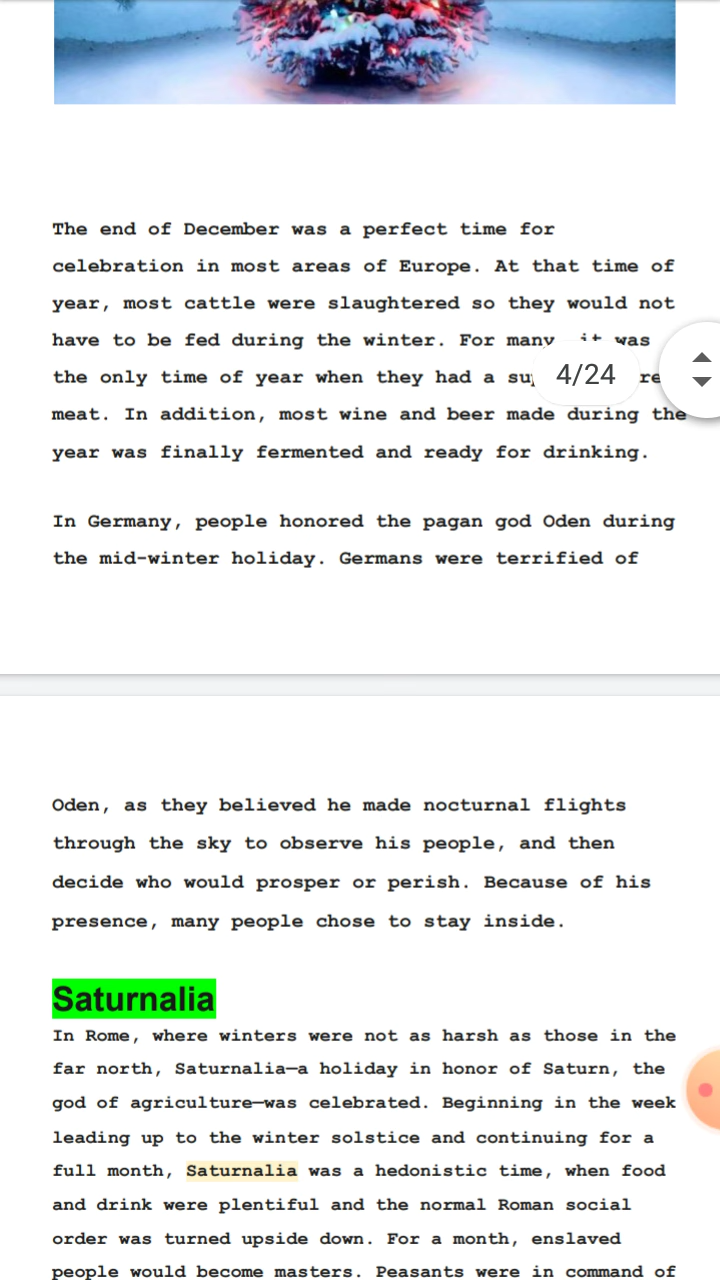 The end of December was a perfect time for
celebration in most areas of Europe. At that time of
year, most cattle were slaughtered so they would not
have to be fed during the winter. For many it was
the only time of year when they had a
4/24
meat. In addition, most wine and beer made during the
year was finally fermented and ready for drinking.
In Germany, people honored the pagan god Oden during
the mid-winter holiday. Germans were terrified of
Oden, as they believed he made nocturnal flights
through the sky to observe his people, and then
decide who would prosper or perish. Because of his
presence, many people chose to stay inside.
Saturnalia
In Rome, where winters were not as harsh as those in the
far north, Saturnalia—a holiday in honor of Saturn, the
god of agriculture—was celebrated. Beginning in the week
leading up to the winter solstice and continuing for a
full month, Saturnalia was a hedonistic time, when food
and drink were plentiful and the normal Roman social
order was turned upside down. For a month, enslaved
people would become masters. Peasants were in command of